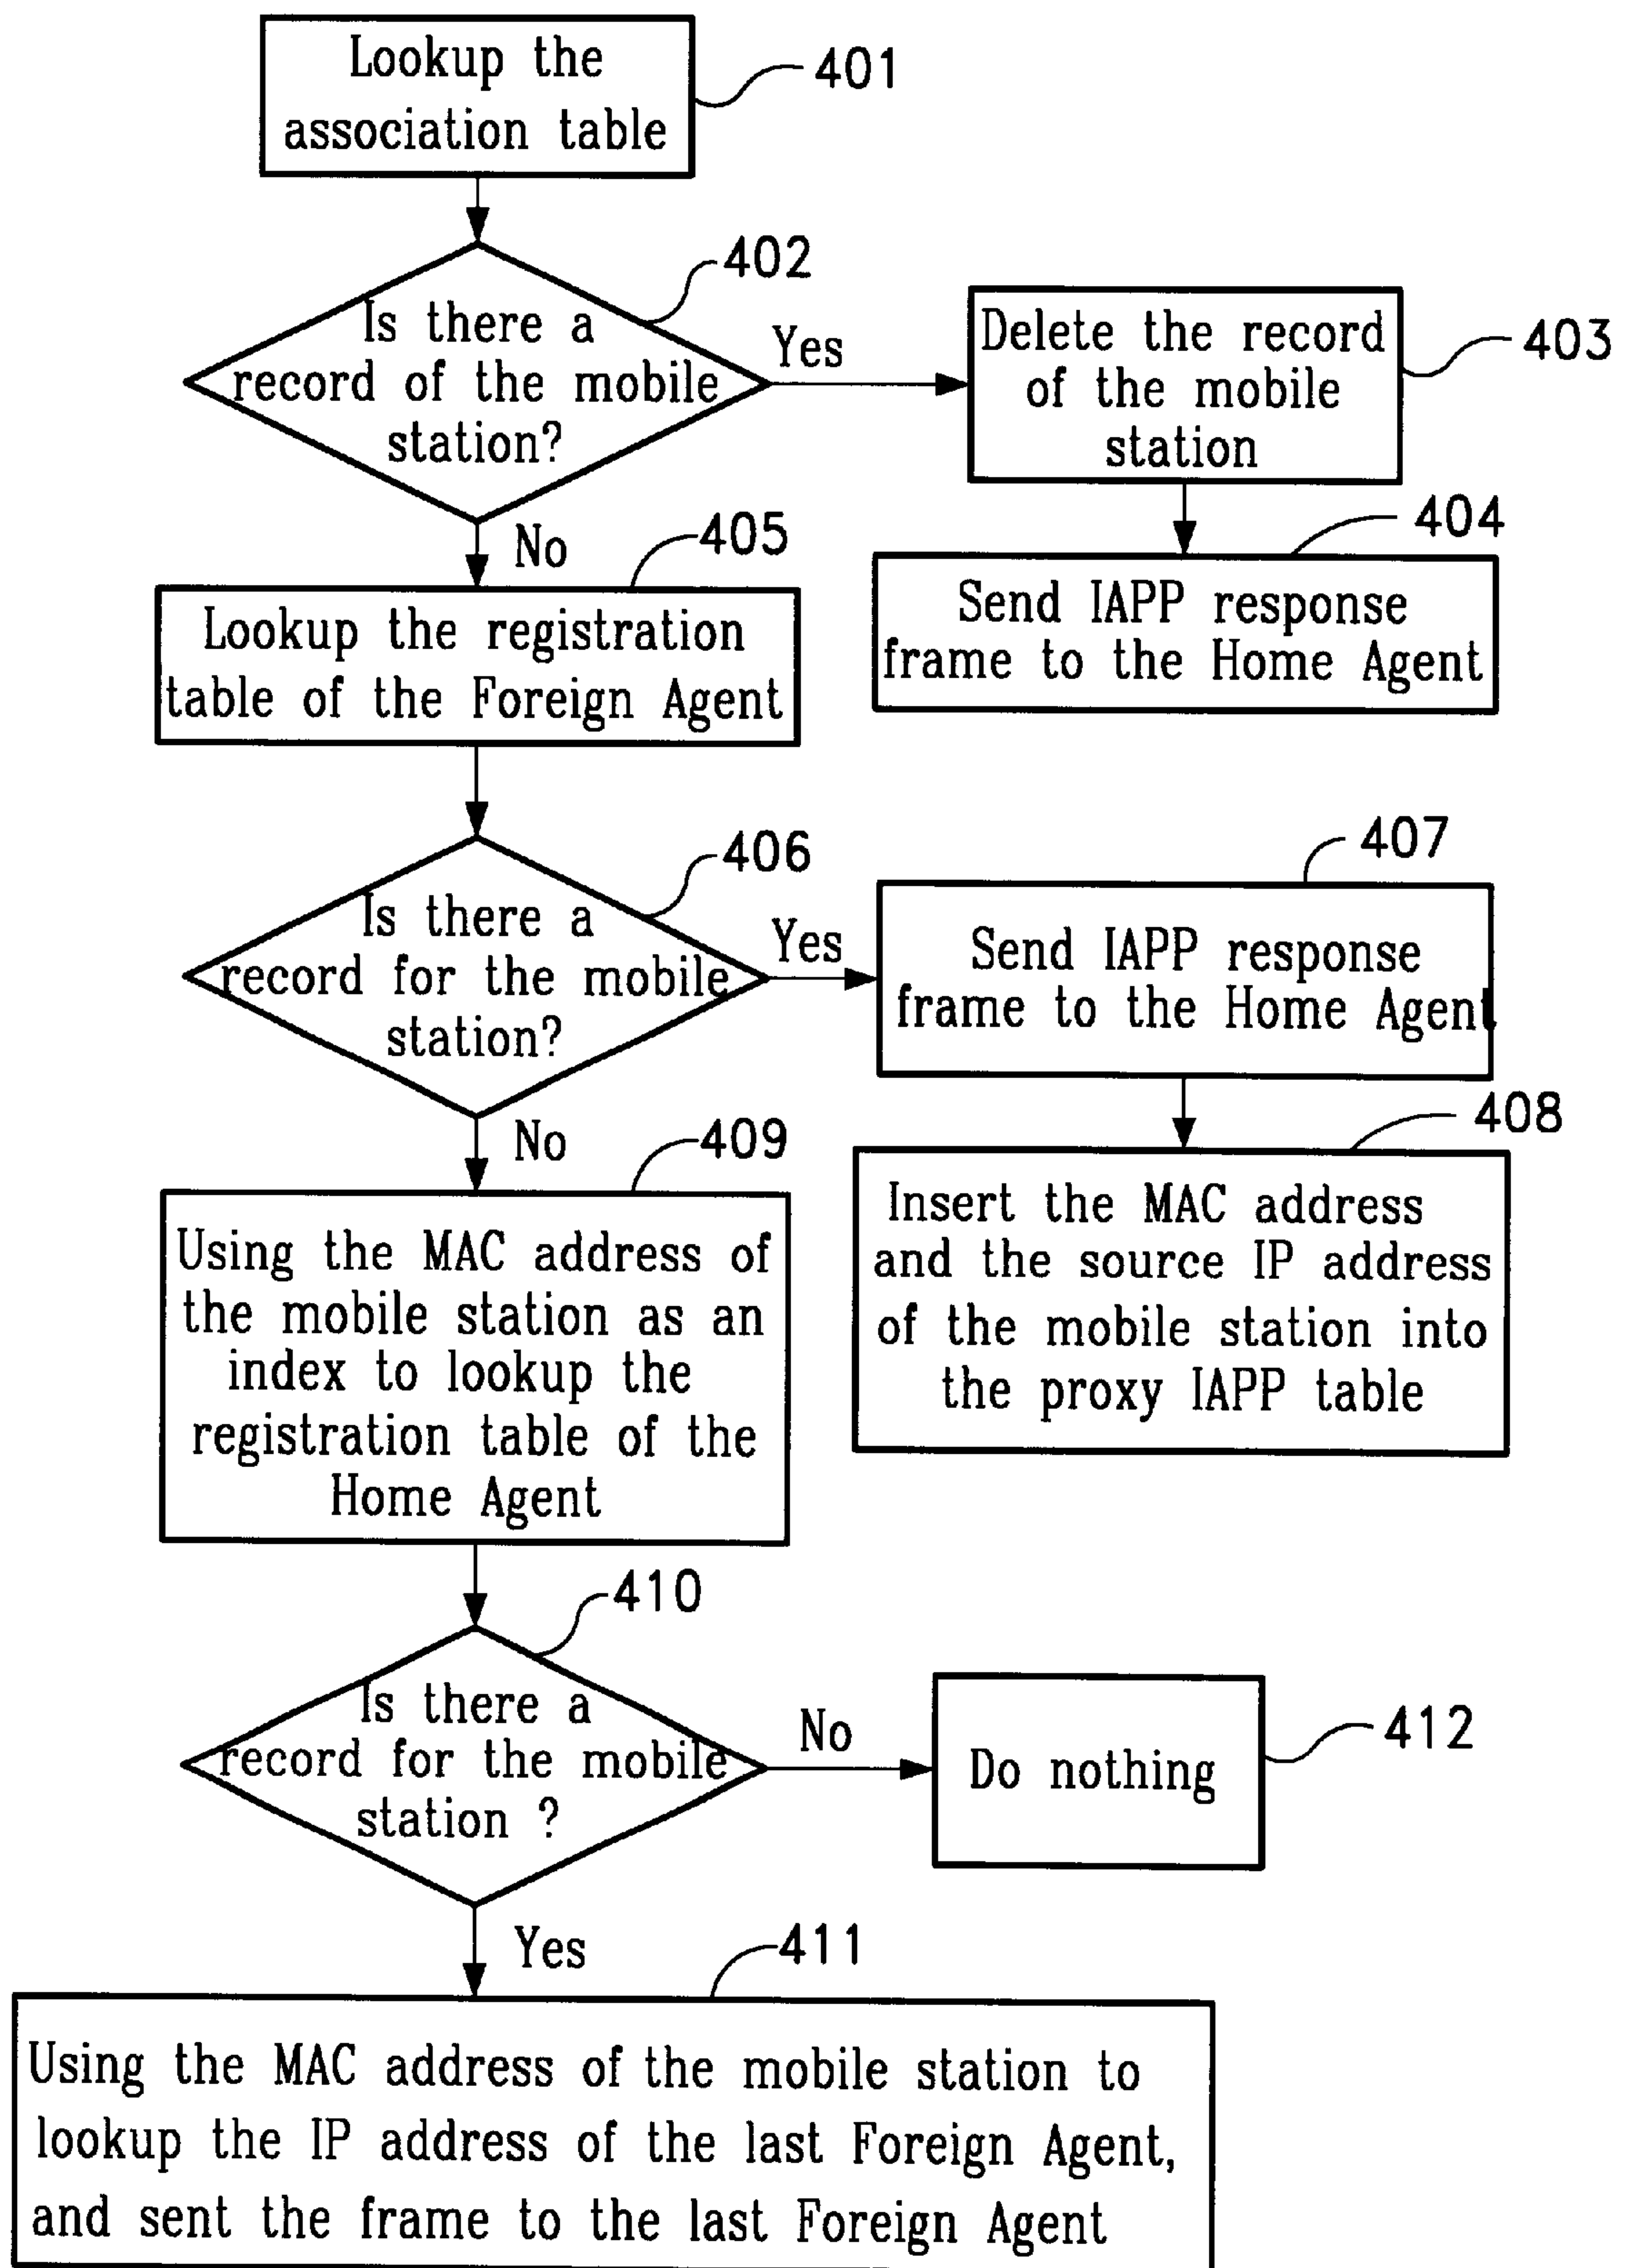 Lookup the
association table
401
402
Is there a
record of the mobile
station?
Yes
Delete the record
of the mobile
station
403
No
404
Send IAPP response
frame to the Home Agent
405
Lookup the registration
table of the Foreign Agent
406
Is there a
record for the mobile
station?
Yes
407
Send IAPP response
frame to the Home Agent
No
408
Insert the MAC address
and the source IP address
of the mobile station into
the proxy IAPP table
409
Using the MAC address of
the mobile station as an
index to lookup the
registration table of the
Home Agent
410
Is there a
record for the mobile
station ?
No
Do nothing
412
Yes
411
Using the MAC address of the mobile station to
lookup the IP address of the last Foreign Agent,
and sent the frame to the last Foreign Agent